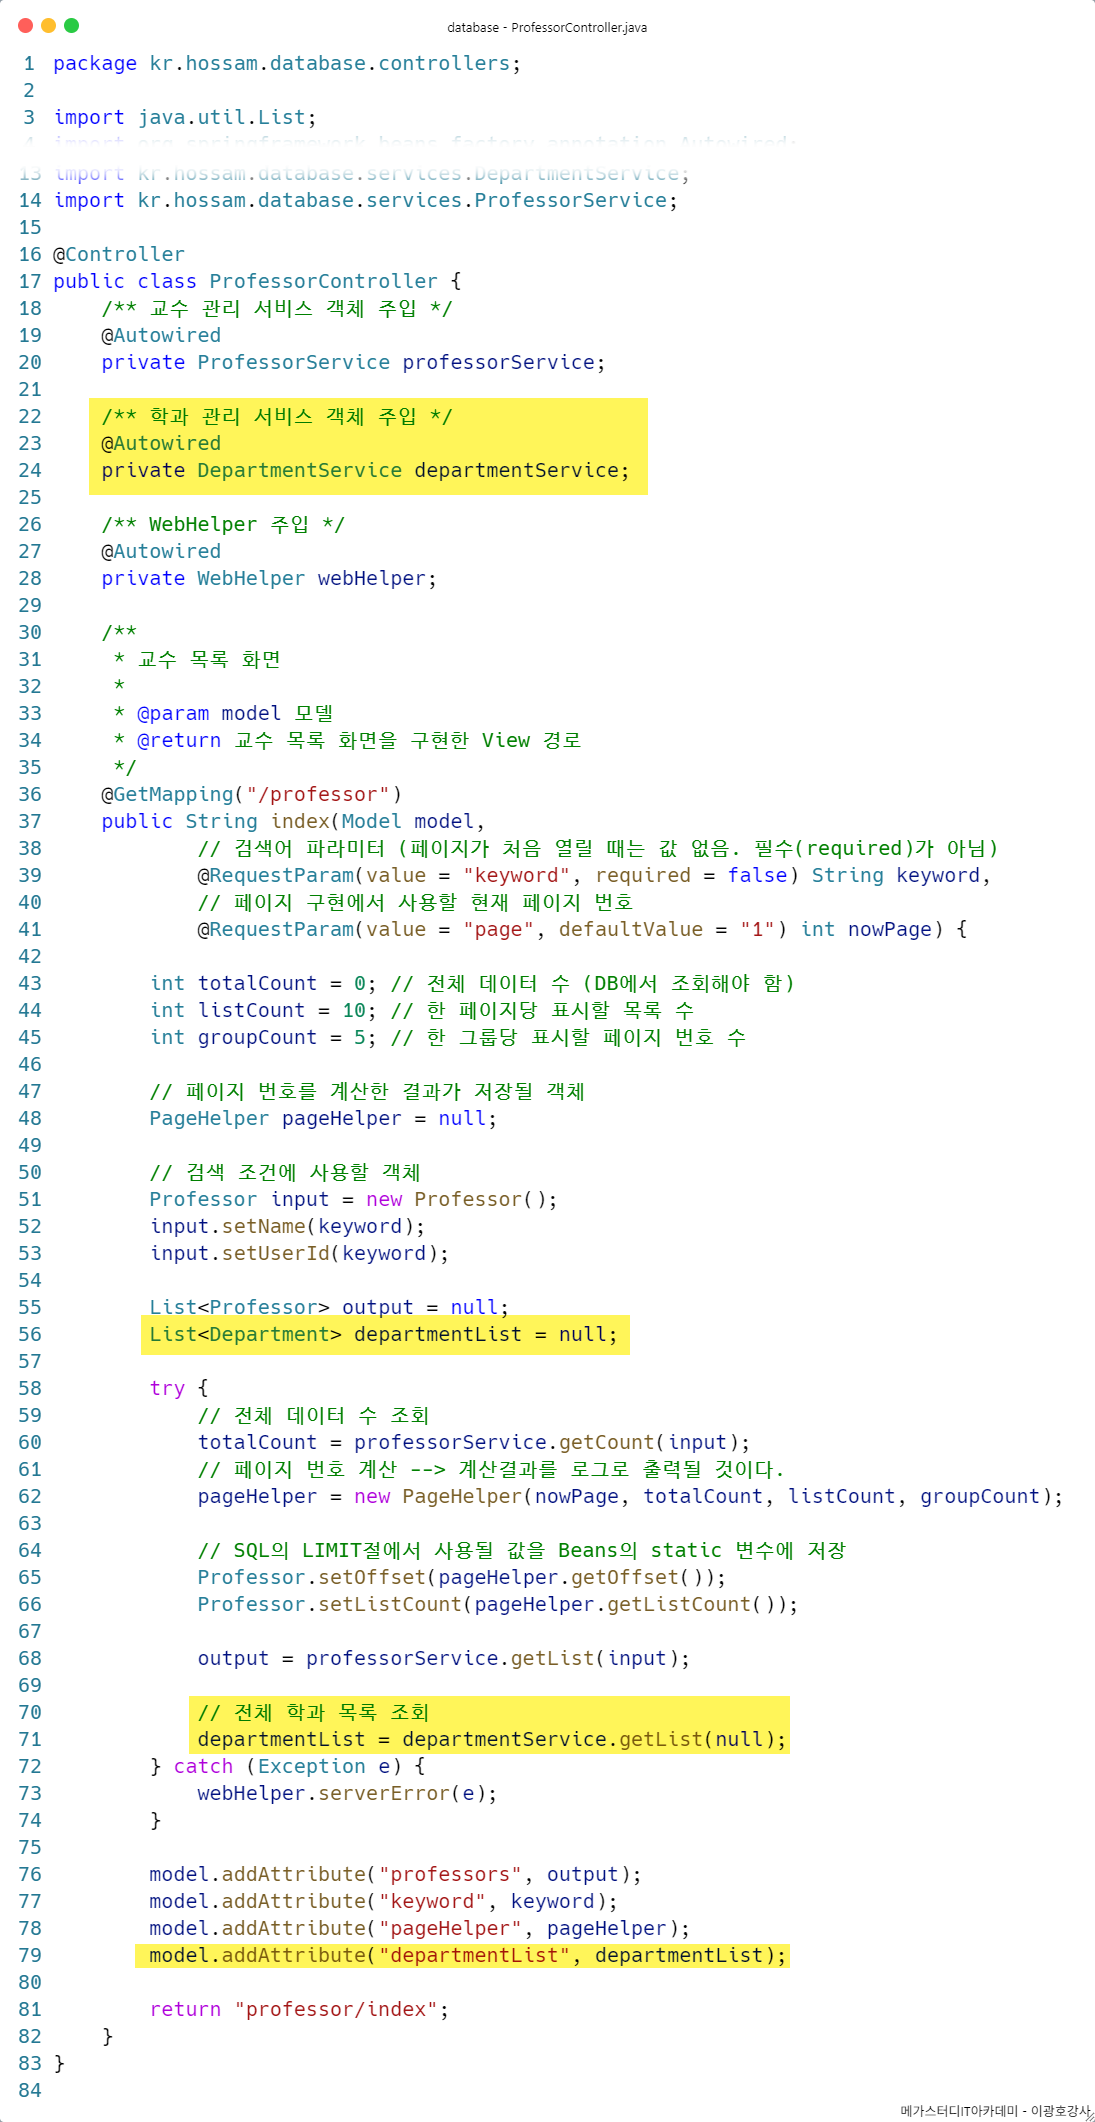 database - ProfessorController.java
1 package kr.hossam.database.controllers;
2
3 import java.util.List;
4 import org.springframework.beans.factory.annotation.Autowired;
13 import kr.hossam.database.services.DepartmentService;
14 import kr.hossam.database.services.ProfessorService;
15
16 @Controller
17 public class ProfessorController {
18     /** 교수 관리 서비스 객체 주입 */
19     @Autowired
20     private ProfessorService professorService;
21
22     /** 학과 관리 서비스 객체 주입 */
23     @Autowired
24     private DepartmentService departmentService;
25
26     /** WebHelper 주입 */
27     @Autowired
28     private WebHelper webHelper;
29
30     /**
31      * 교수 목록 화면
32      *
33      * @param model 모델
34      * @return 교수 목록 화면을 구현한 View 경로
35      */
36     @GetMapping("/professor")
37     public String index(Model model,
38             // 검색어 파라미터 (페이지가 처음 열릴 때는 값 없음. 필수(required)가 아님)
39             @RequestParam(value = "keyword", required = false) String keyword,
40             // 페이지 구현에서 사용할 현재 페이지 번호
41             @RequestParam(value = "page", defaultValue = "1") int nowPage) {
42
43         int totalCount = 0; // 전체 데이터 수 (DB에서 조회해야 함)
44         int listCount = 10; // 한 페이지당 표시할 목록 수
45         int groupCount = 5; // 한 그룹당 표시할 페이지 번호 수
46
47         // 페이지 번호를 계산한 결과가 저장될 객체
48         PageHelper pageHelper = null;
49
50         // 검색 조건에 사용할 객체
51         Professor input = new Professor();
52         input.setName(keyword);
53         input.setUserId(keyword);
54
55         List<Professor> output = null;
56         List<Department> departmentList = null;
57
58         try {
59             // 전체 데이터 수 조회
60             totalCount = professorService.getCount(input);
61             // 페이지 번호 계산 --> 계산결과를 로그로 출력될 것이다.
62             pageHelper = new PageHelper(nowPage, totalCount, listCount, groupCount);
63
64             // SQL의 LIMIT절에서 사용될 값을 Beans의 static 변수에 저장
65             Professor.setOffset(pageHelper.getOffset());
66             Professor.setListCount(pageHelper.getListCount());
67
68             output = professorService.getList(input);
69
70             // 전체 학과 목록 조회
71             departmentList = departmentService.getList(null);
72         } catch (Exception e) {
73             webHelper.serverError(e);
74         }
75
76         model.addAttribute("professors", output);
77         model.addAttribute("keyword", keyword);
78         model.addAttribute("pageHelper", pageHelper);
79         model.addAttribute("departmentList", departmentList);
80
81         return "professor/index";
82     }
83 }
84
메가스터디IT아카데미 - 이광호강사